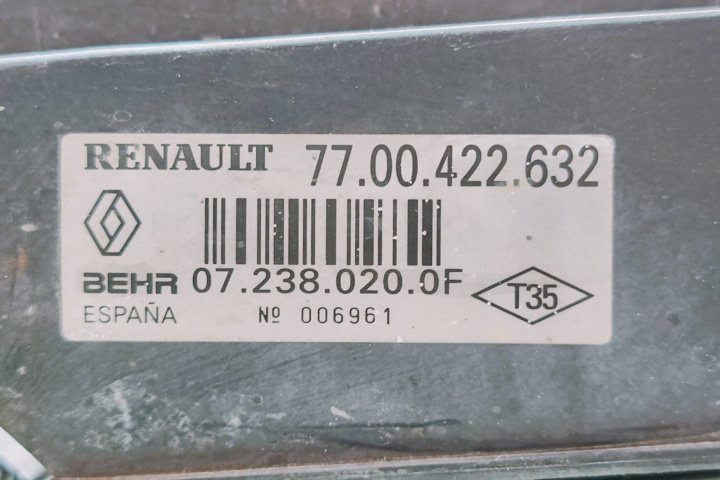 RENAULT 77.00.422.632
BEHR 07.238.020.0F
T35
ESPAÑA Nº 006961